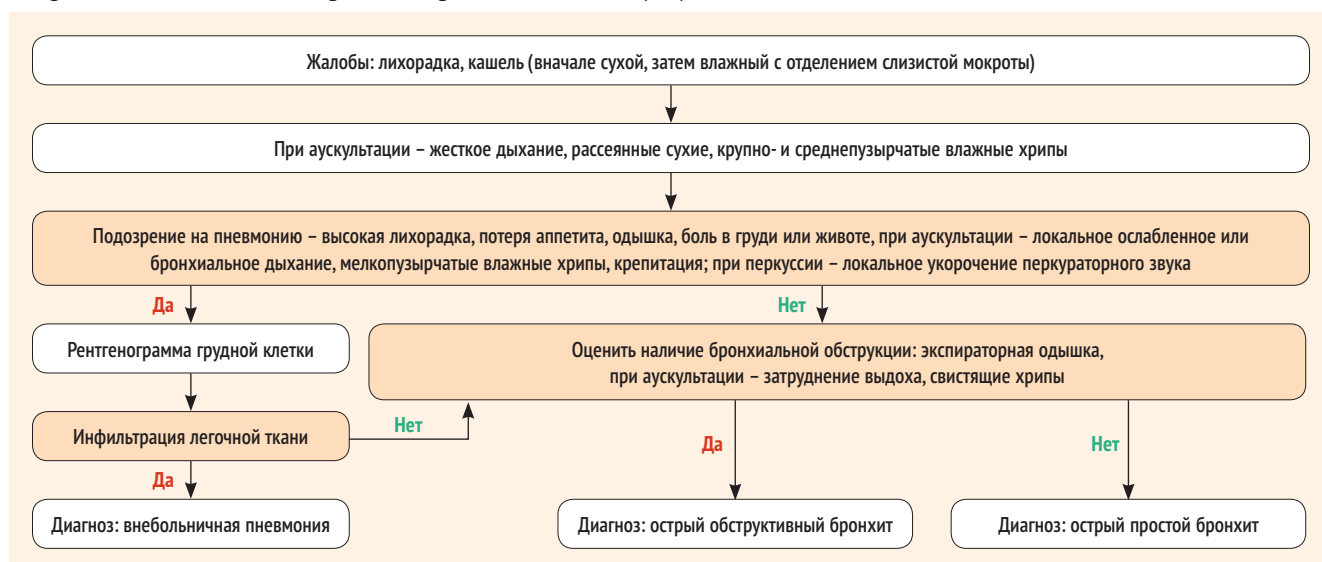 Жалобы: лихорадка, кашель (вначале сухой, затем влажный с отделением слизистой мокроты)
При аускультации – жесткое дыхание, рассеянные сухие, крупно- и среднепузырчатые влажные хрипы
Подозрение на пневмонию – высокая лихорадка, потеря аппетита, одышка, боль в груди или животе, при аускультации – локальное ослабленное или
бронхиальное дыхание, мелкопузырчатые влажные хрипы, крепитация; при перкуссии – локальное укорочение перкураторного звука
Да
Нет
Рентгенограмма грудной клетки
Оценить наличие бронхиальной обструкции: экспираторная одышка,
при аускультации – затруднение выдоха, свистящие хрипы
Инфильтрация легочной ткани
Нет
Да
Нет
Да
Диагноз: внебольничная пневмония
Диагноз: острый обструктивный бронхит
Диагноз: острый простой бронхит